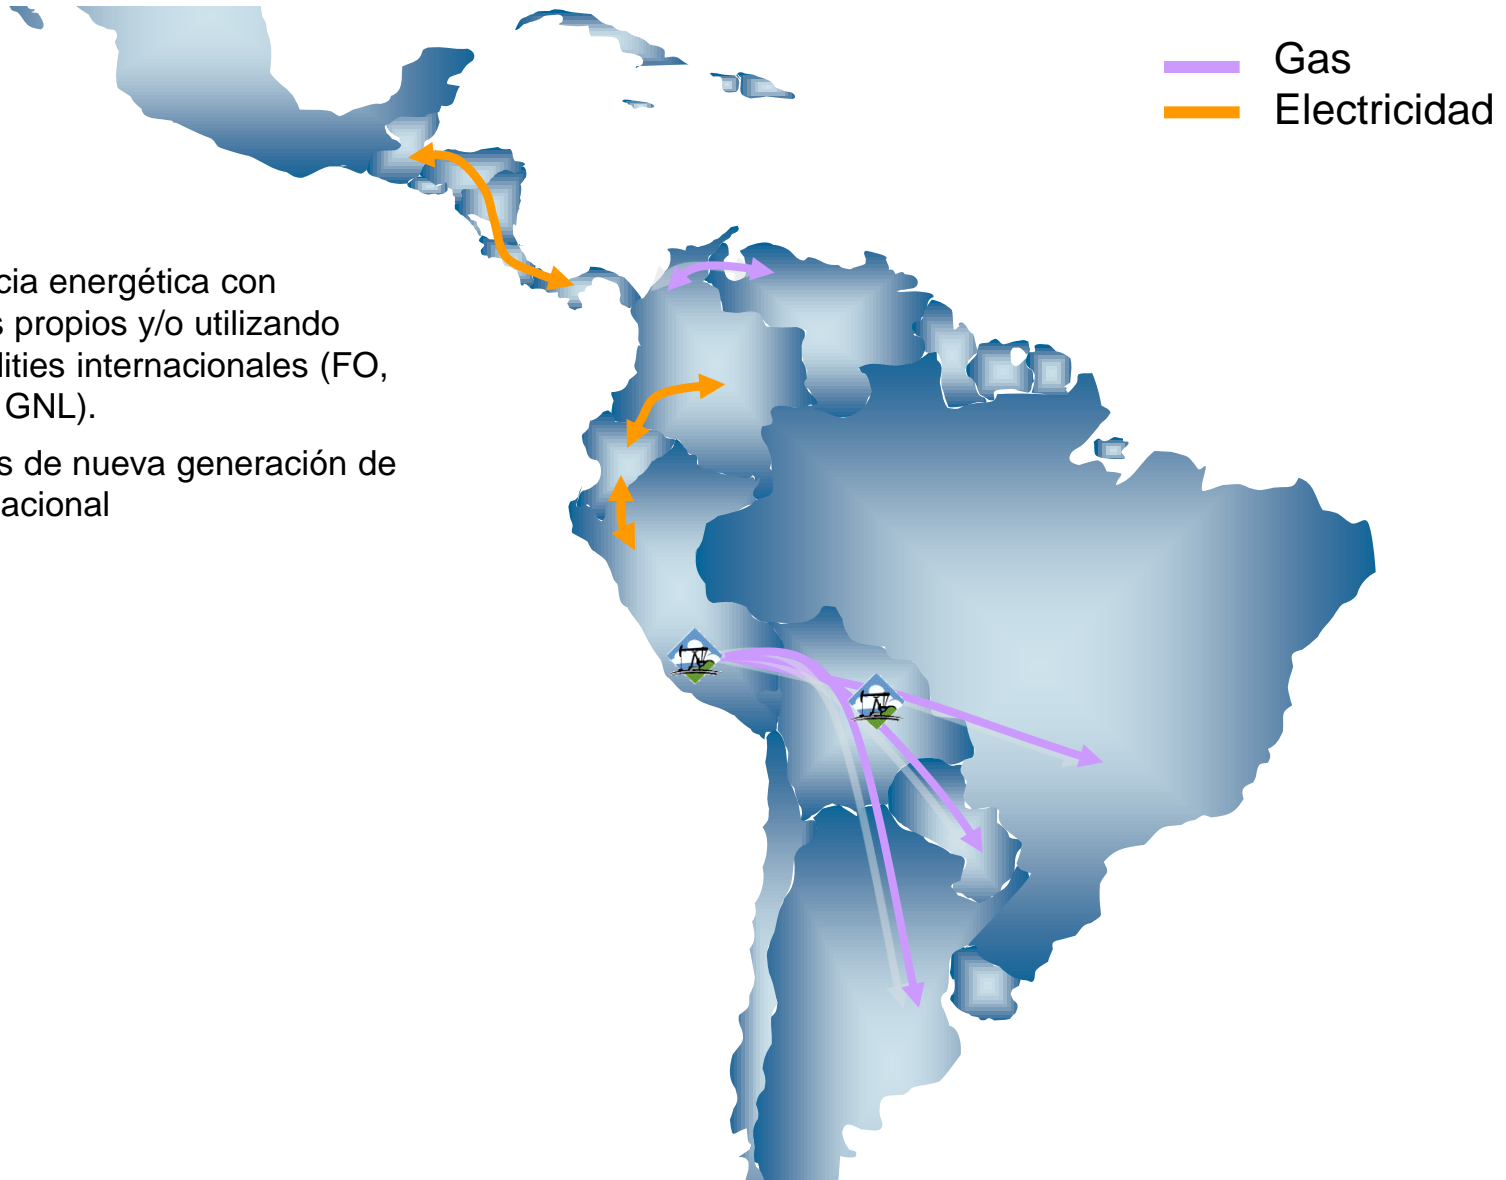 Gas
Electricidad
cia energética con
s propios y/o utilizando
lities internacionales (FO,
GNL).
s de nueva generación de
acional